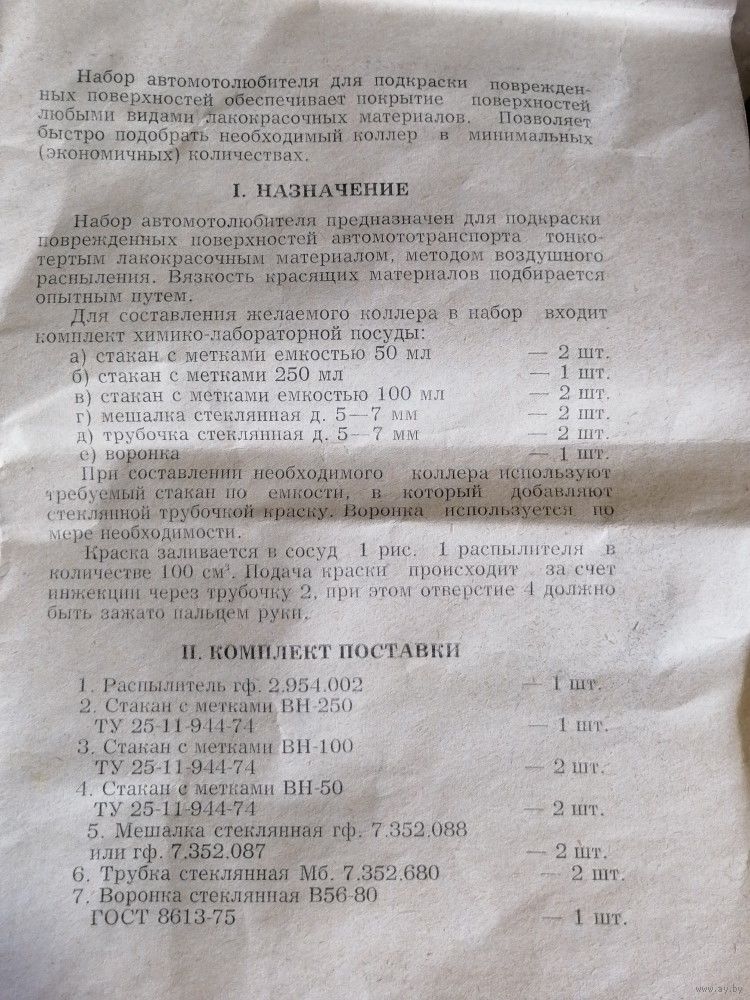 Набор автомотолюбителя для подкраски поврежден-
ных поверхностей обеспечивает покрытие поверхностей
любыми видами лакокрасочных материалов. Позволяет
быстро подобрать необходимый коллер в минимальных
(экономичных) количествах.
I. НАЗНАЧЕНИЕ
Набор автомотолюбителя предназначен для подкраски
поврежденных поверхностей автомототранспорта тонко-
тертым лакокрасочным материалом, методом воздушного
распыления. Вязкость красящих материалов подбирается
опытным путем.
Для составления желаемого коллера в набор входит
комплект химико-лабораторной посуды:
а) стакан с метками емкостью 50 мл — 2 шт.
б) стакан с метками 250 мл — 1 шт.
в) стакан с метками емкостью 100 мл — 2 шт.
г) мешалка стеклянная д. 5—7 мм — 2 шт.
д) трубочка стеклянная д. 5—7 мм — 2 шт.
е) воронка — 1 шт.
При составлении необходимого коллера используют
требуемый стакан по емкости, в который добавляют
стеклянной трубочкой краску. Воронка используется по
мере необходимости.
Краска заливается в сосуд 1 рис. 1 распылителя в
количестве 100 см³. Подача краски происходит за счет
инжекции через трубочку 2, при этом отверстие 4 должно
быть зажато пальцем руки.
II. КОМПЛЕКТ ПОСТАВКИ
1. Распылитель гф. 2.954.002 — 1 шт.
2. Стакан с метками ВН-250
ТУ 25-11-944-74 — 1 шт.
3. Стакан с метками ВН-100
ТУ 25-11-944-74 — 2 шт.
4. Стакан с метками ВН-50
ТУ 25-11-944-74 — 2 шт.
5. Мешалка стеклянная гф. 7.352.088
или гф. 7.352.087 — 2 шт.
6. Трубка стеклянная Мб. 7.352.680 — 2 шт.
7. Воронка стеклянная В56-80
ГОСТ 8613-75 — 1 шт.
www.ay.by